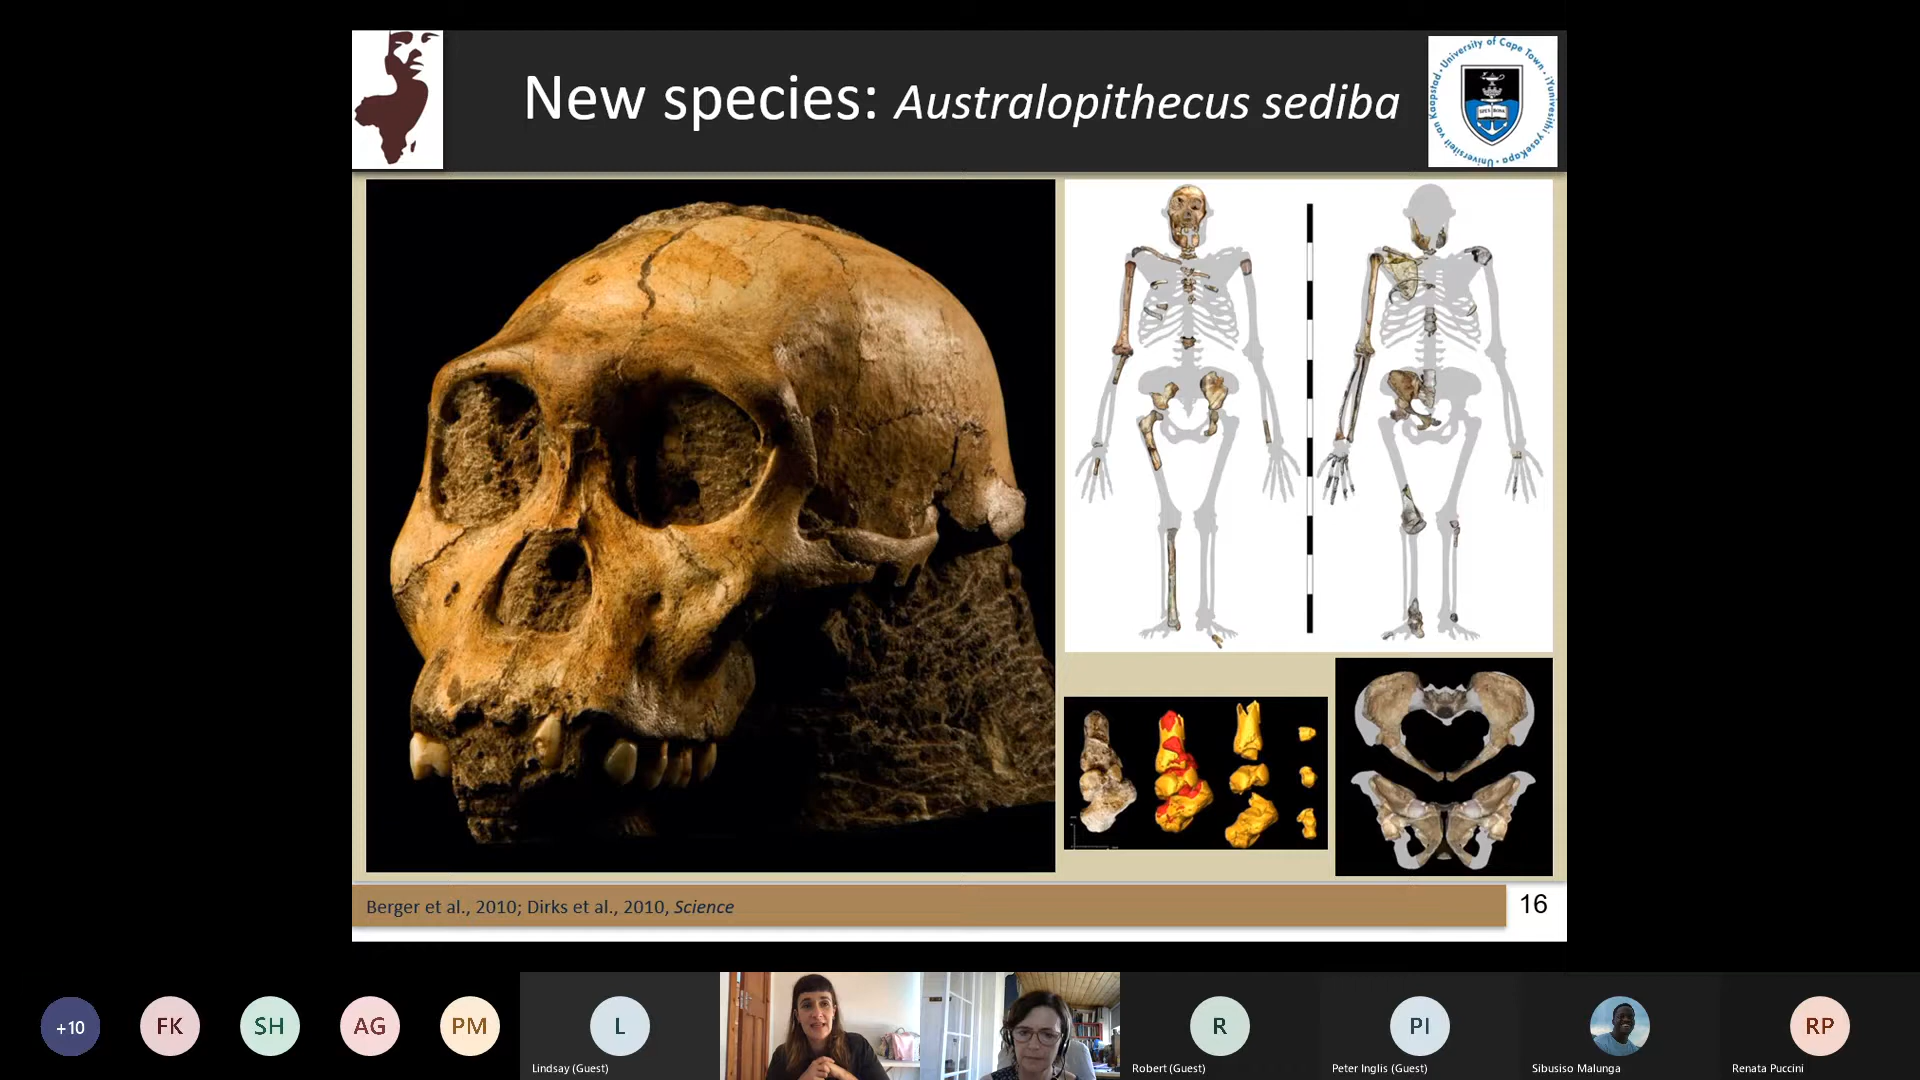 New species: Australopithecus sediba
University of Cape Town · iYunivesithi yaseKapa · Universiteit van Kaapstad ·
SPES BONA
Berger et al., 2010; Dirks et al., 2010, Science
16
+10
FK
SH
AG
PM
L
R
PI
RP
Lindsay (Guest)
Robert (Guest)
Peter Inglis (Guest)
Sibusiso Malunga
Renata Puccini